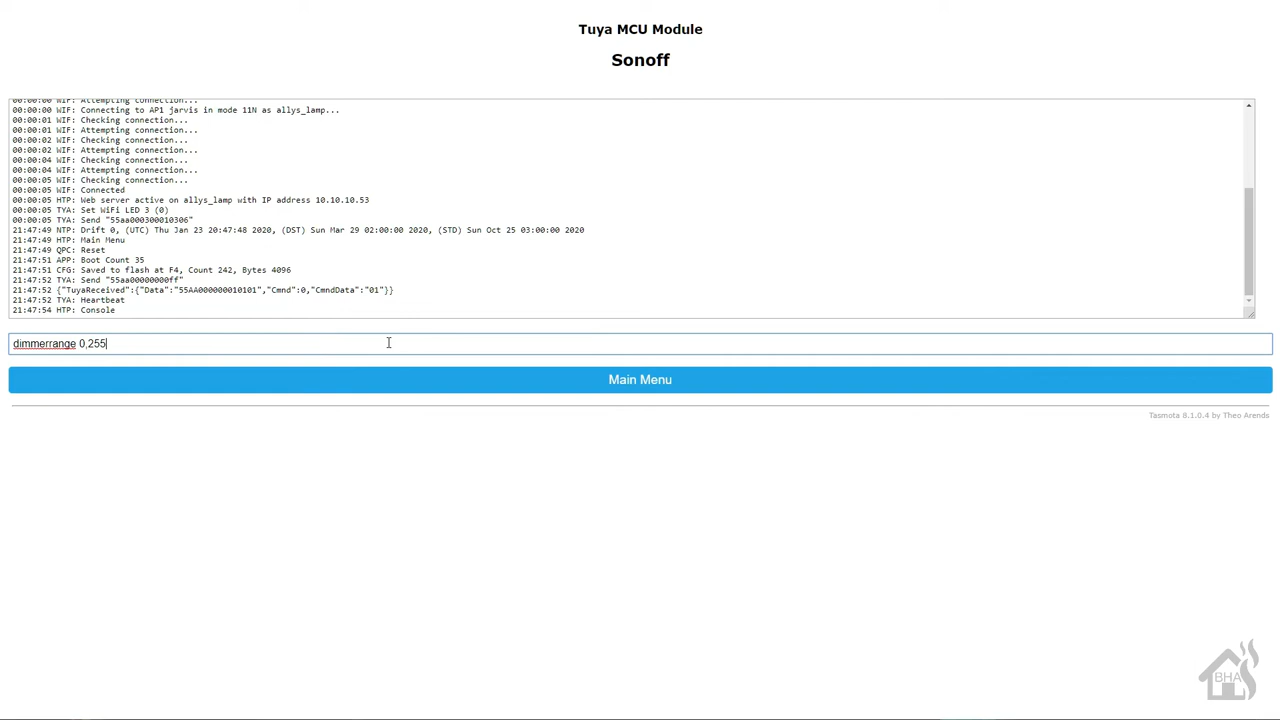 Tuya MCU Module
Sonoff
00:00:00 WIF: Attempting connection...
00:00:00 WIF: Connecting to AP1 jarvis in mode 11N as allys_lamp...
00:00:01 WIF: Checking connection...
00:00:01 WIF: Attempting connection...
00:00:02 WIF: Checking connection...
00:00:02 WIF: Attempting connection...
00:00:04 WIF: Checking connection...
00:00:04 WIF: Attempting connection...
00:00:05 WIF: Checking connection...
00:00:05 WIF: Connected
00:00:05 HTP: Web server active on allys_lamp with IP address 10.10.10.53
00:00:05 TYA: Set WiFi LED 3 (0)
00:00:05 TYA: Send "55aa000300010306"
21:47:49 NTP: Drift 0, (UTC) Thu Jan 23 20:47:48 2020, (DST) Sun Mar 29 02:00:00 2020, (STD) Sun Oct 25 03:00:00 2020
21:47:49 HTP: Main Menu
21:47:50 QPC: Reset
21:47:51 APP: Boot Count 35
21:47:51 CFG: Saved to flash at F4, Count 242, Bytes 4096
21:47:52 TYA: Send "55aa00000000ff"
21:47:52 {"TuyaReceived":{"Data":"55AA000000010101","Cmnd":0,"CmndData":"01"}}
21:47:52 TYA: Heartbeat
21:47:54 HTP: Console
dimmerrange 0,255
Main Menu
Tasmota 8.1.0.4 by Theo Arends
BHA